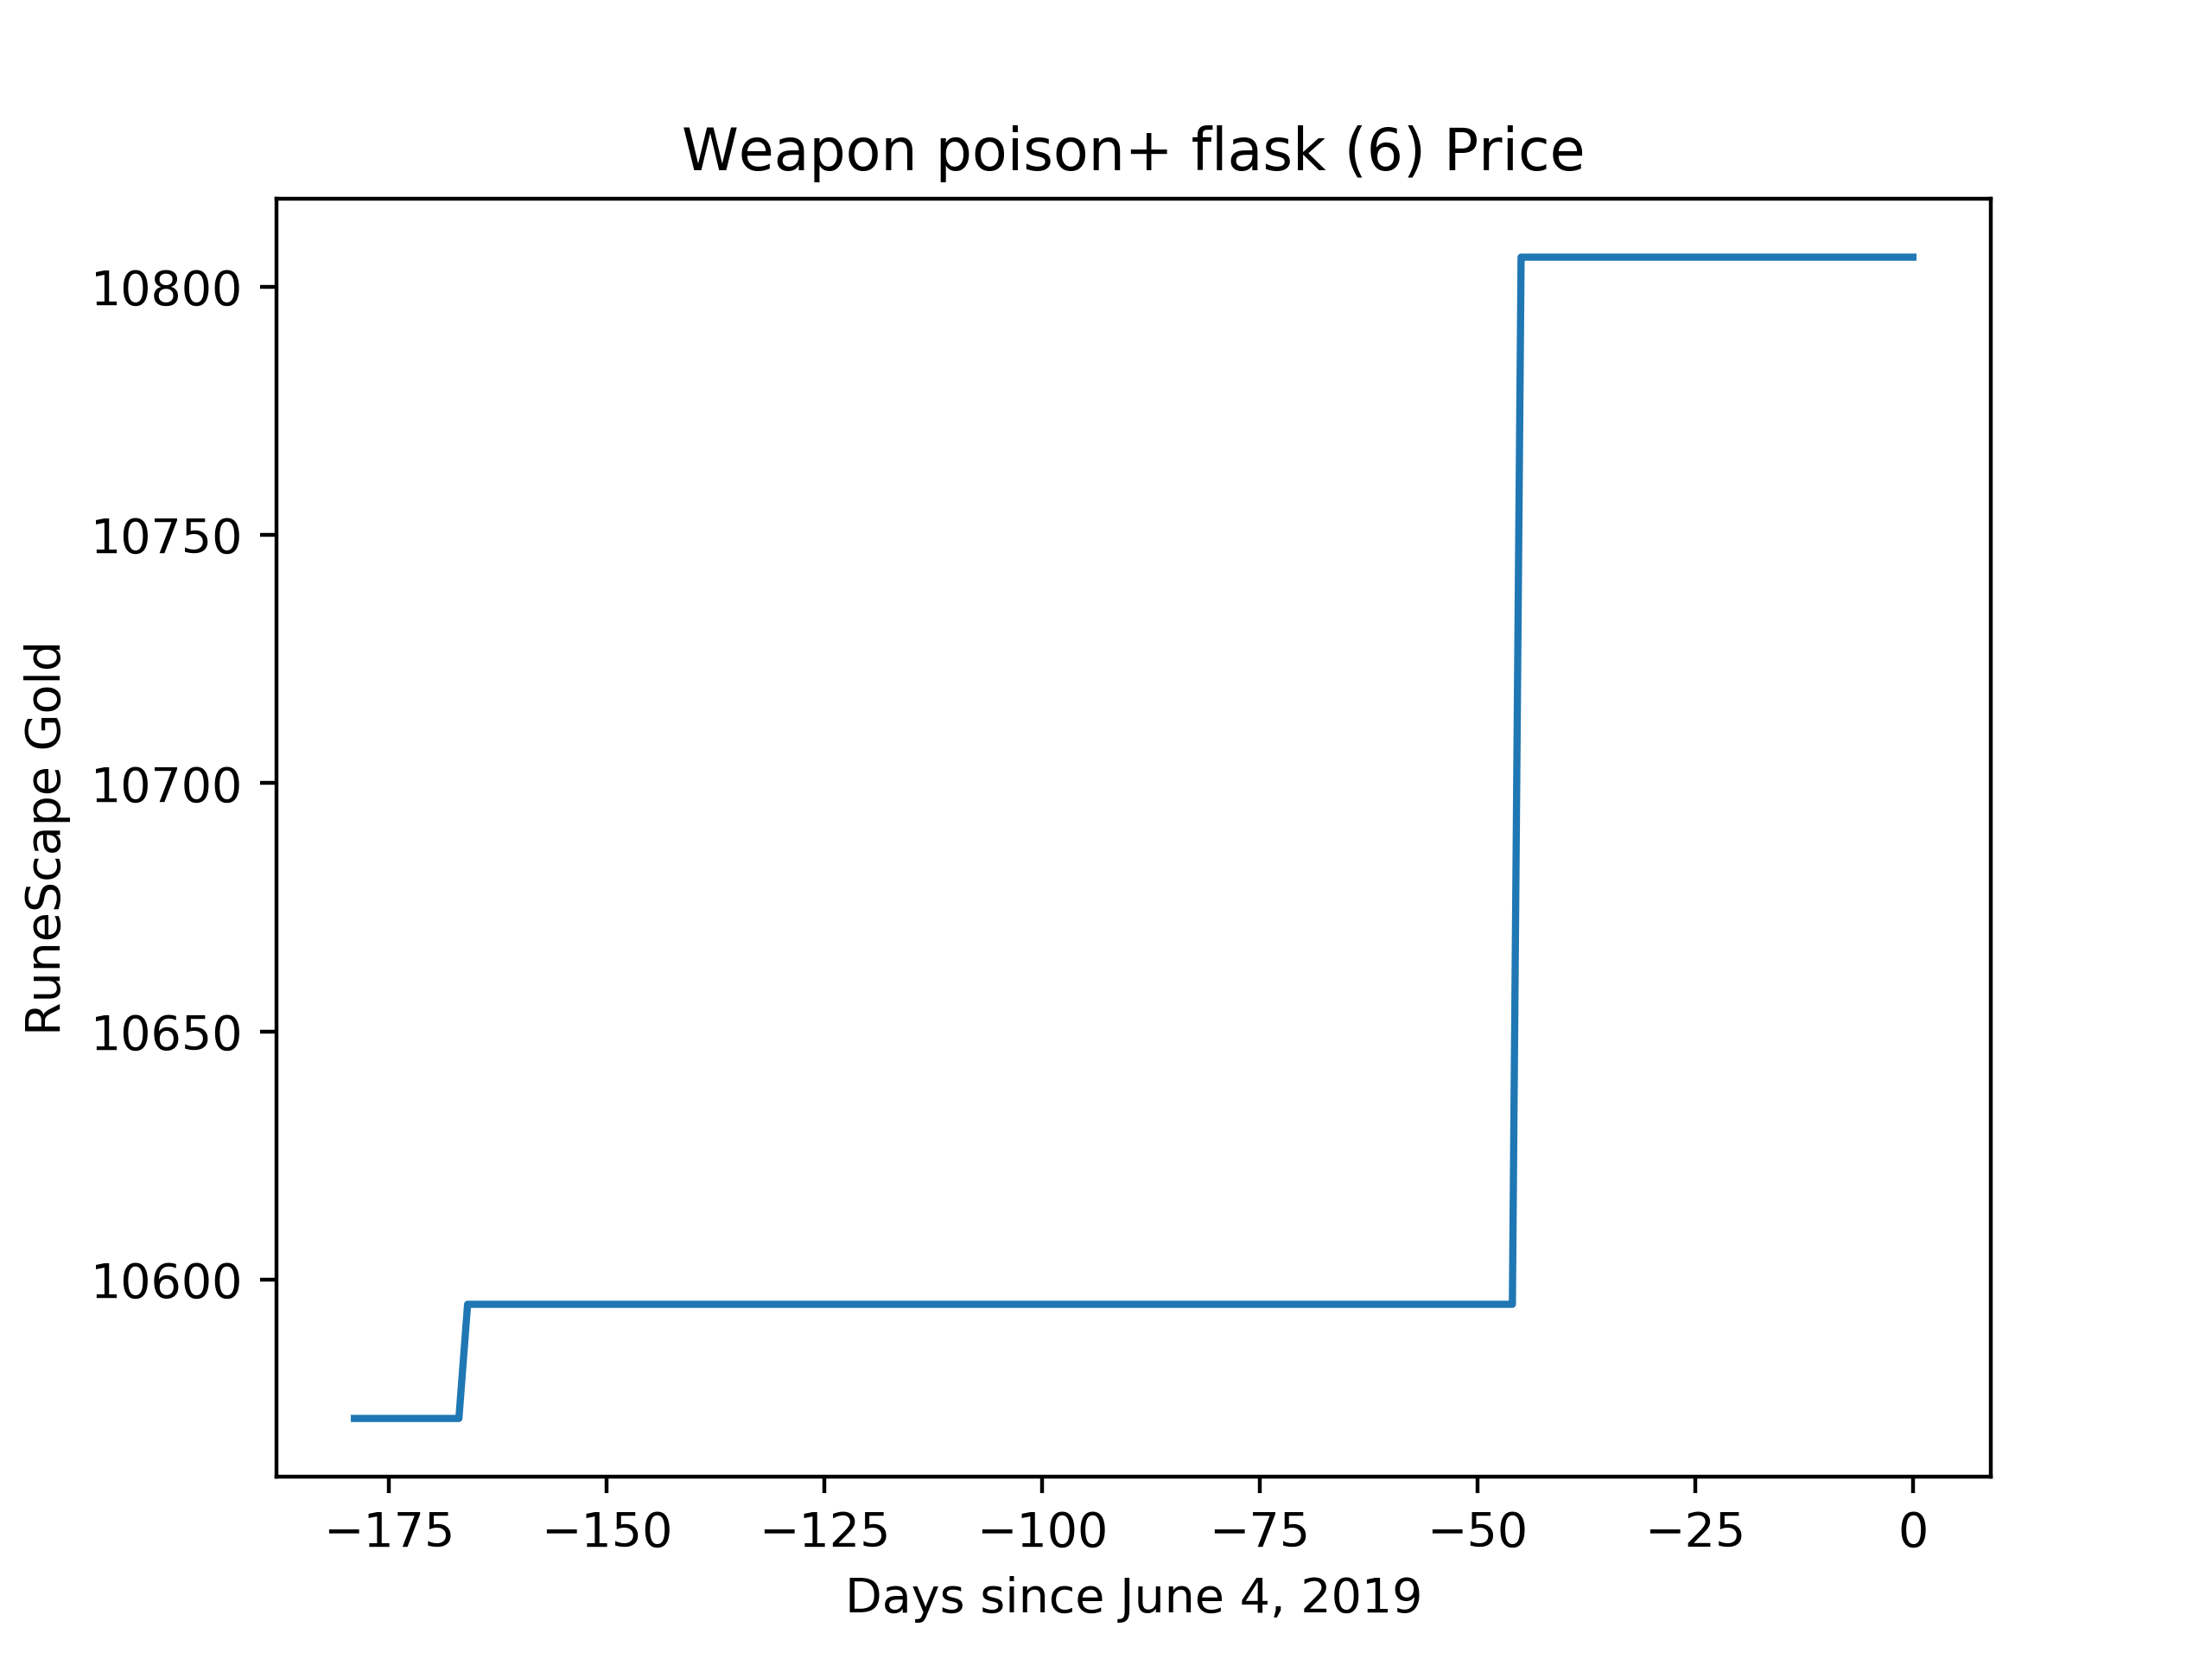 Weapon poison+ flask (6) Price
RuneScape Gold
10800
10750
10700
10650
10600
−175 −150 −125 −100 −75 −50 −25 0
Days since June 4, 2019